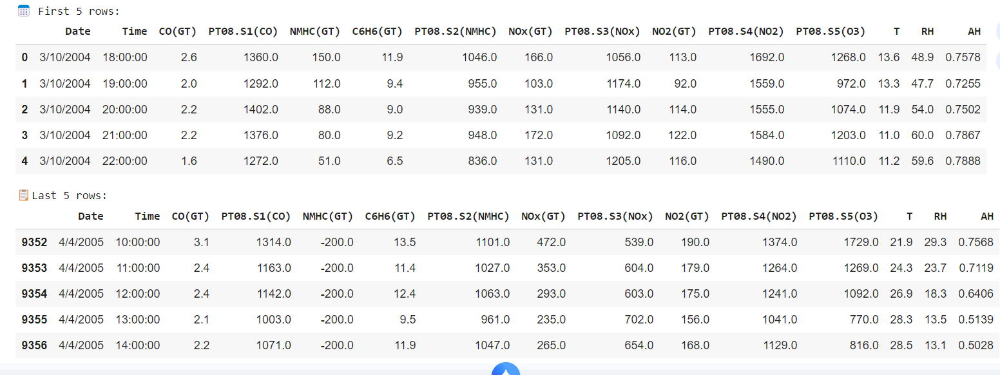 First 5 rows:
Date Time CO(GT) PT08.S1(CO) NMHC(GT) C6H6(GT) PT08.S2(NMHC) NOx(GT) PT08.S3(NOx) NO2(GT) PT08.S4(NO2) PT08.S5(O3) T RH AH
0 3/10/2004 18:00:00 2.6 1360.0 150.0 11.9 1046.0 166.0 1056.0 113.0 1692.0 1268.0 13.6 48.9 0.7578
1 3/10/2004 19:00:00 2.0 1292.0 112.0 9.4 955.0 103.0 1174.0 92.0 1559.0 972.0 13.3 47.7 0.7255
2 3/10/2004 20:00:00 2.2 1402.0 88.0 9.0 939.0 131.0 1140.0 114.0 1555.0 1074.0 11.9 54.0 0.7502
3 3/10/2004 21:00:00 2.2 1376.0 80.0 9.2 948.0 172.0 1092.0 122.0 1584.0 1203.0 11.0 60.0 0.7867
4 3/10/2004 22:00:00 1.6 1272.0 51.0 6.5 836.0 131.0 1205.0 116.0 1490.0 1110.0 11.2 59.6 0.7888
Last 5 rows:
Date Time CO(GT) PT08.S1(CO) NMHC(GT) C6H6(GT) PT08.S2(NMHC) NOx(GT) PT08.S3(NOx) NO2(GT) PT08.S4(NO2) PT08.S5(O3) T RH AH
9352 4/4/2005 10:00:00 3.1 1314.0 -200.0 13.5 1101.0 472.0 539.0 190.0 1374.0 1729.0 21.9 29.3 0.7568
9353 4/4/2005 11:00:00 2.4 1163.0 -200.0 11.4 1027.0 353.0 604.0 179.0 1264.0 1269.0 24.3 23.7 0.7119
9354 4/4/2005 12:00:00 2.4 1142.0 -200.0 12.4 1063.0 293.0 603.0 175.0 1241.0 1092.0 26.9 18.3 0.6406
9355 4/4/2005 13:00:00 2.1 1003.0 -200.0 9.5 961.0 235.0 702.0 156.0 1041.0 770.0 28.3 13.5 0.5139
9356 4/4/2005 14:00:00 2.2 1071.0 -200.0 11.9 1047.0 265.0 654.0 168.0 1129.0 816.0 28.5 13.1 0.5028